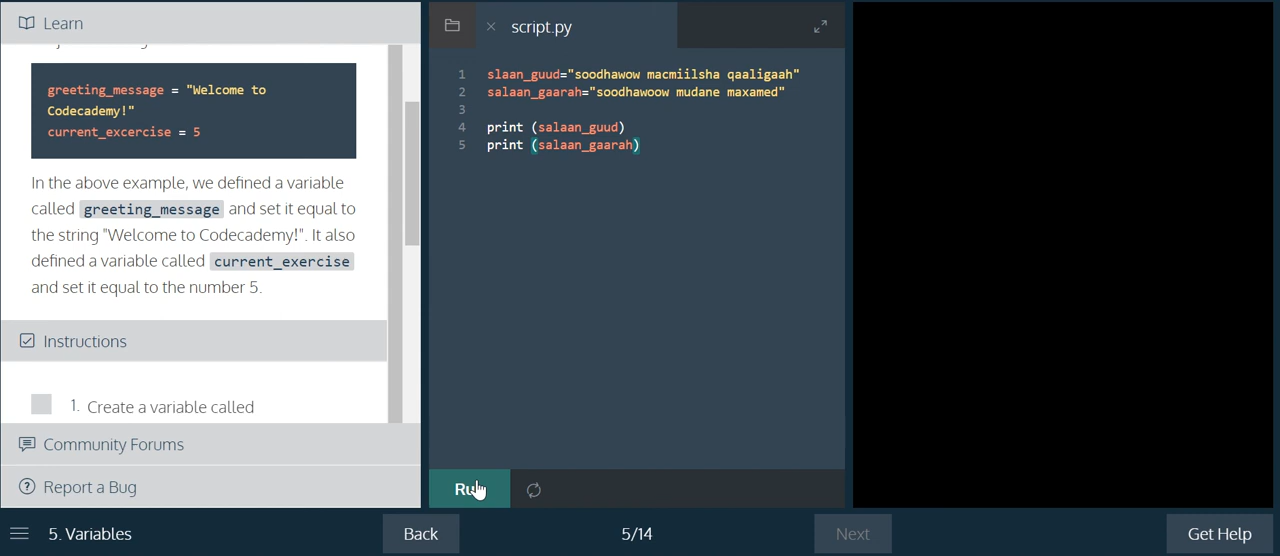 Learn
greeting_message = "Welcome to
Codecademy!"
current_excercise = 5
In the above example, we defined a variable
called greeting_message and set it equal to
the string "Welcome to Codecademy!". It also
defined a variable called current_exercise
and set it equal to the number 5.
Instructions
1. Create a variable called
Community Forums
Report a Bug
script.py
1 slaan_guud="soodhawow macmiilsha qaaligaah"
2 salaan_gaarah="soodhawoow mudane maxamed"
3
4 print (salaan_guud)
5 print (salaan_gaarah)
5. Variables
Back
5/14
Next
Get Help